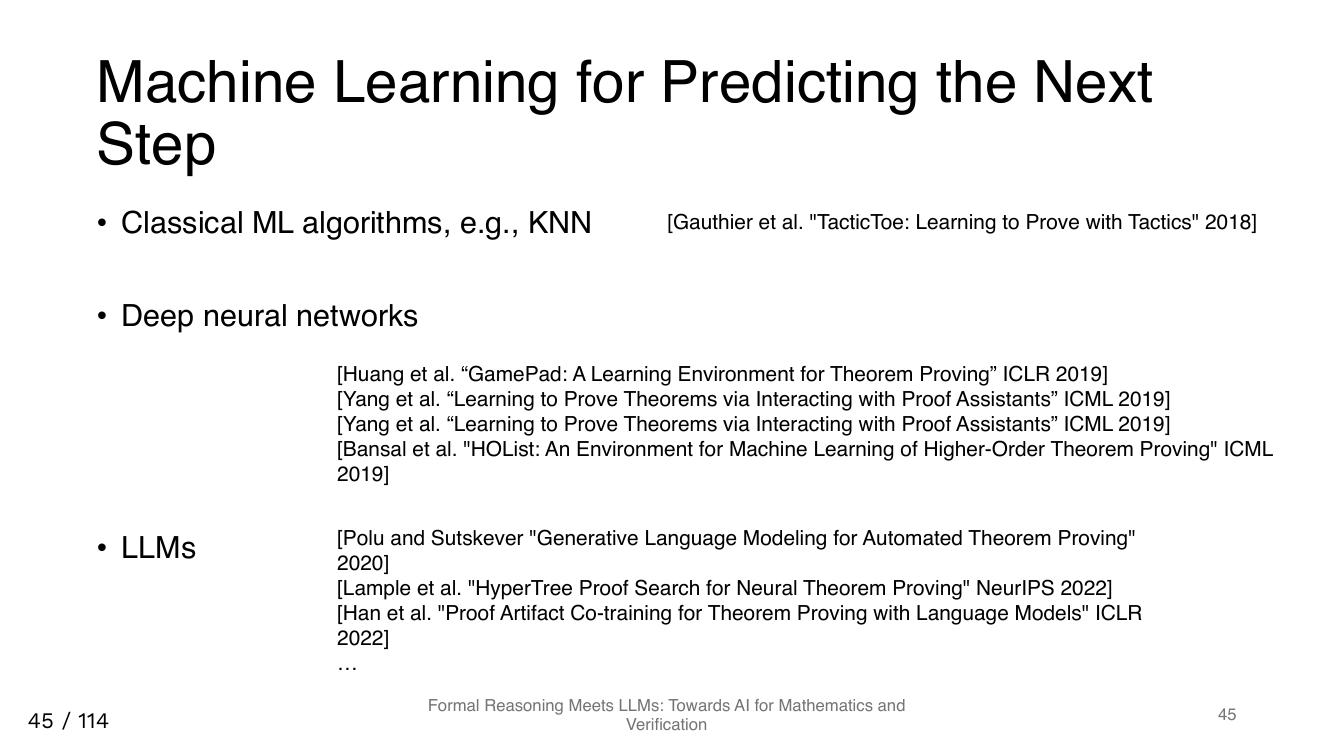 Machine Learning for Predicting the Next
Step
• Classical ML algorithms, e.g., KNN [Gauthier et al. "TacticToe: Learning to Prove with Tactics" 2018]
• Deep neural networks
[Huang et al. “GamePad: A Learning Environment for Theorem Proving” ICLR 2019]
[Yang et al. “Learning to Prove Theorems via Interacting with Proof Assistants” ICML 2019]
[Yang et al. “Learning to Prove Theorems via Interacting with Proof Assistants” ICML 2019]
[Bansal et al. "HOList: An Environment for Machine Learning of Higher-Order Theorem Proving" ICML
2019]
• LLMs
[Polu and Sutskever "Generative Language Modeling for Automated Theorem Proving"
2020]
[Lample et al. "HyperTree Proof Search for Neural Theorem Proving" NeurIPS 2022]
[Han et al. "Proof Artifact Co-training for Theorem Proving with Language Models" ICLR
2022]
…
45 / 114
Formal Reasoning Meets LLMs: Towards AI for Mathematics and
Verification
45